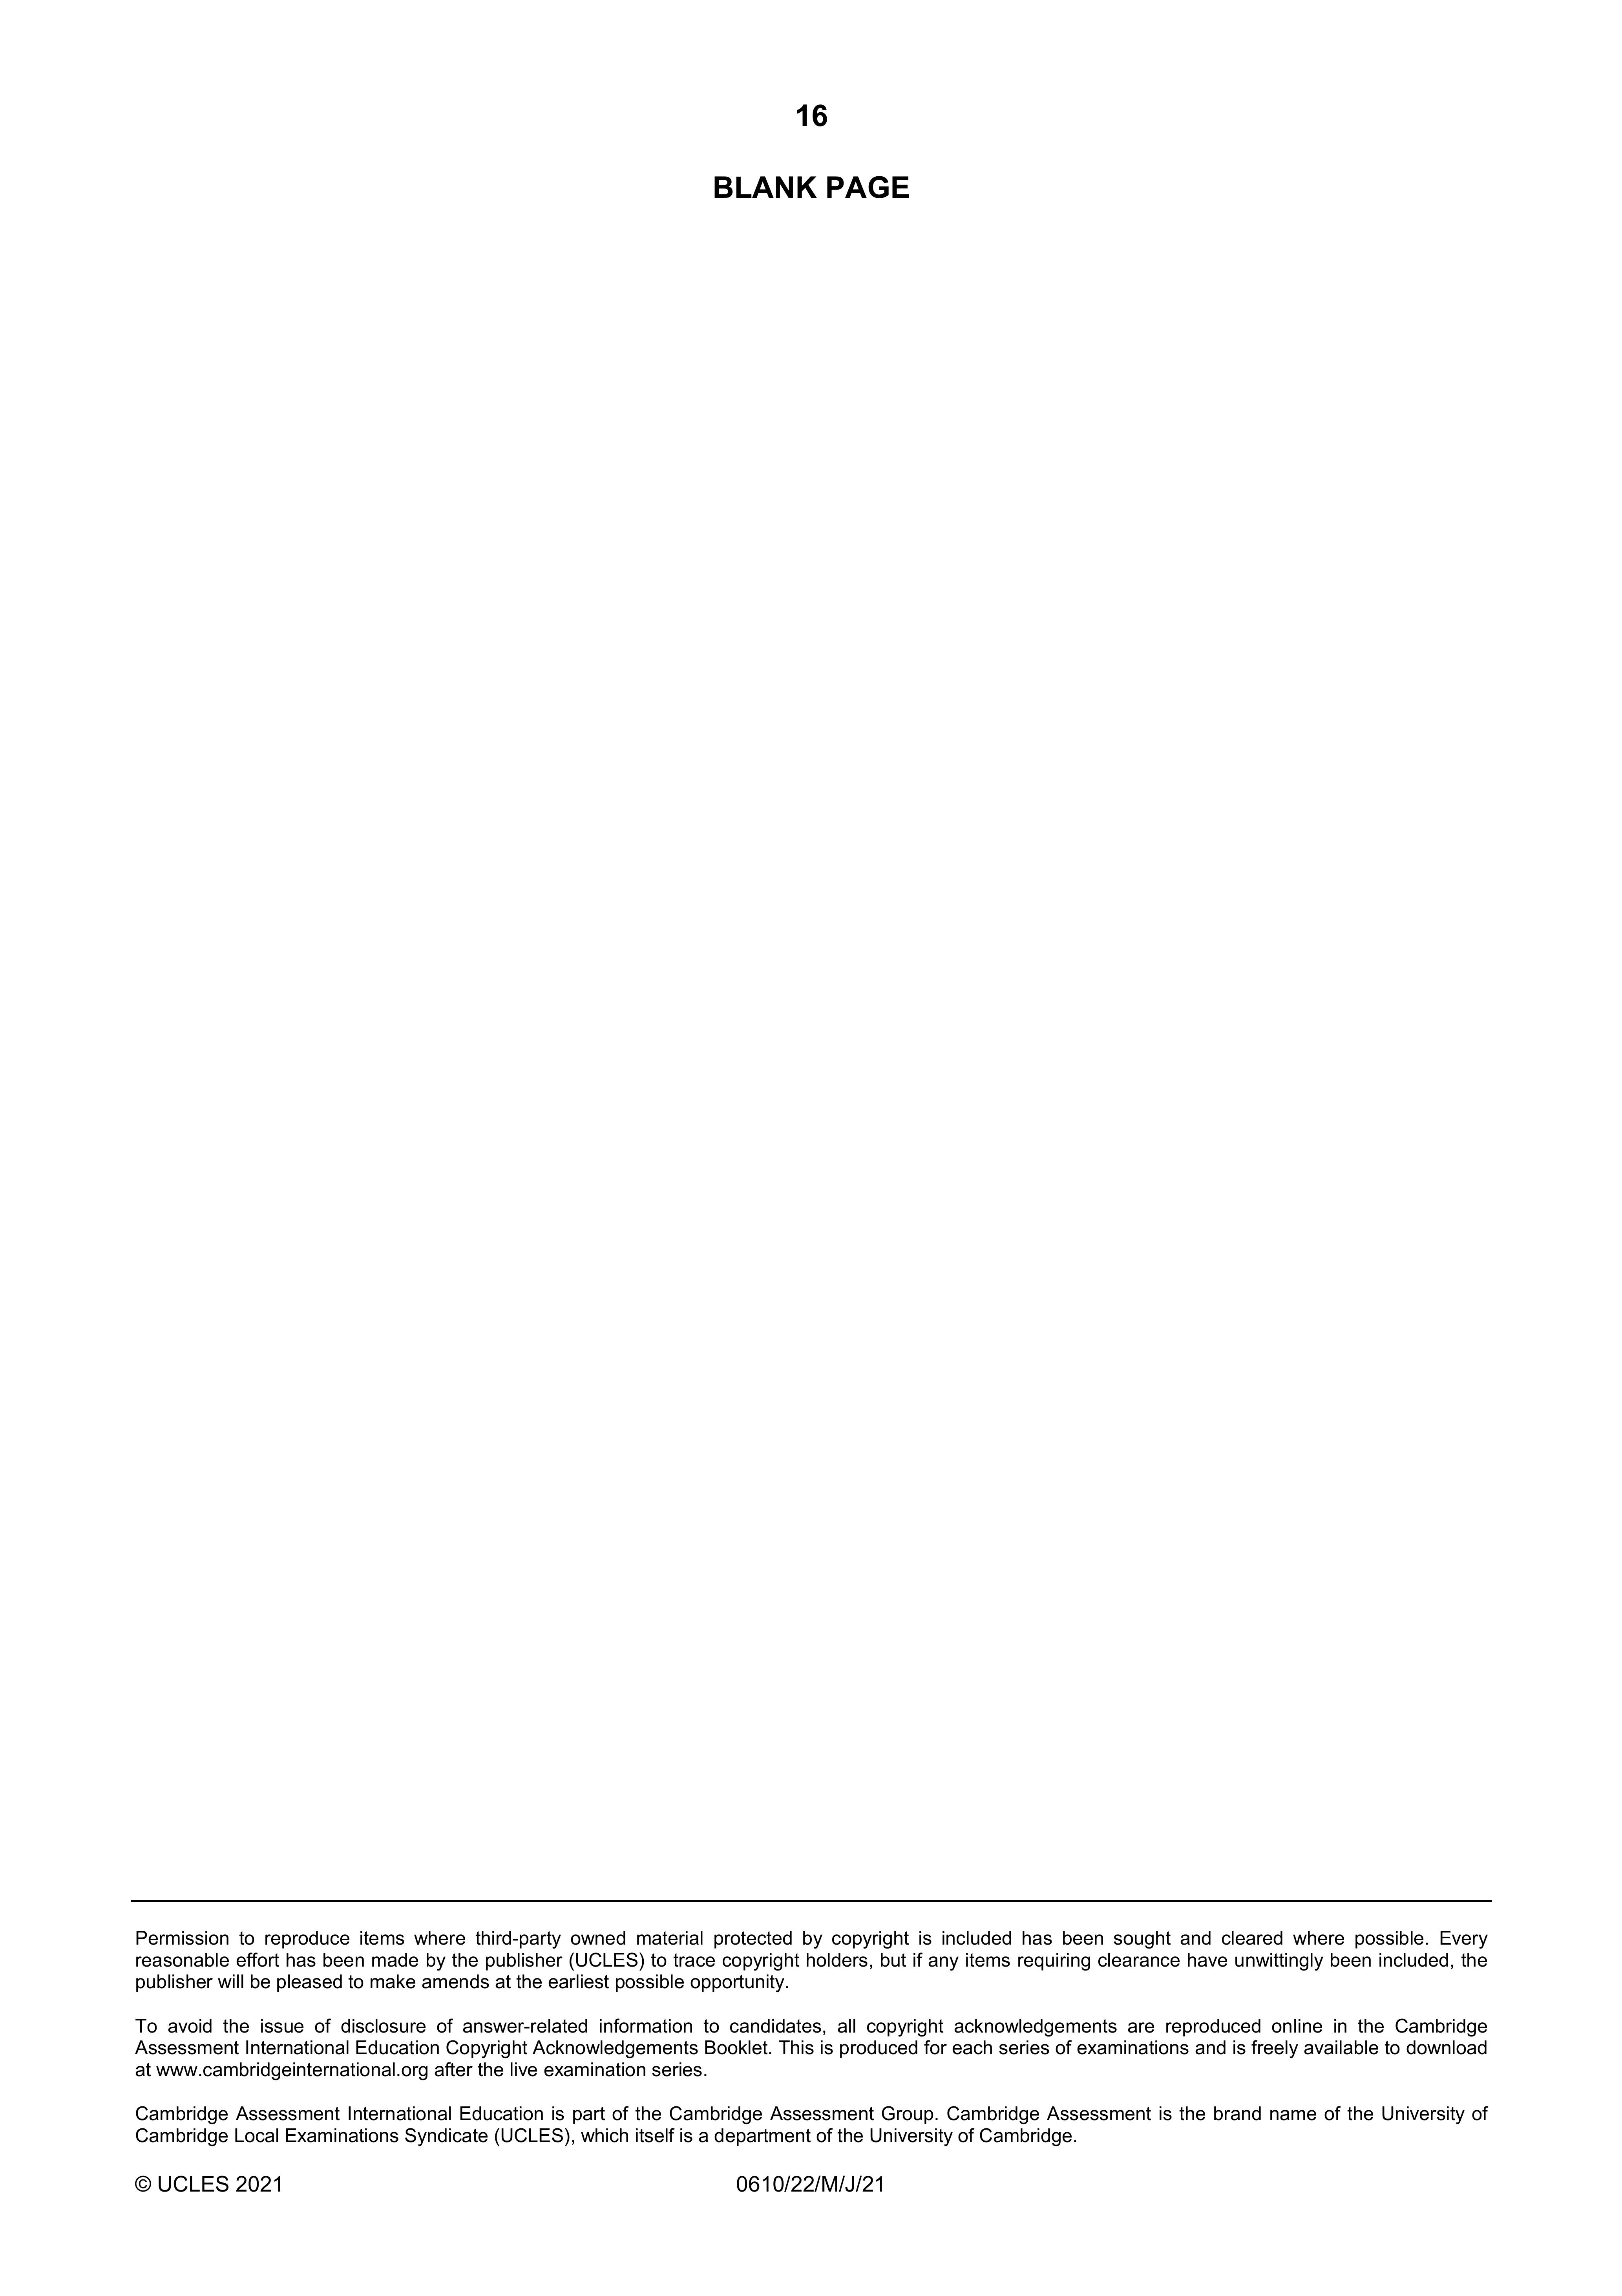 16
BLANK PAGE
Permission to reproduce items where third-party owned material protected by copyright is included has been sought and cleared where possible. Every
reasonable effort has been made by the publisher (UCLES) to trace copyright holders, but if any items requiring clearance have unwittingly been included, the
publisher will be pleased to make amends at the earliest possible opportunity.
To avoid the issue of disclosure of answer-related information to candidates, all copyright acknowledgements are reproduced online in the Cambridge
Assessment International Education Copyright Acknowledgements Booklet. This is produced for each series of examinations and is freely available to download
at www.cambridgeinternational.org after the live examination series.
Cambridge Assessment International Education is part of the Cambridge Assessment Group. Cambridge Assessment is the brand name of the University of
Cambridge Local Examinations Syndicate (UCLES), which itself is a department of the University of Cambridge.
© UCLES 2021 0610/22/M/J/21